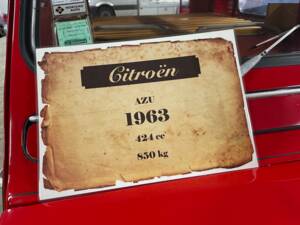 Citroën
AZU
1963
424 cc
850 kg